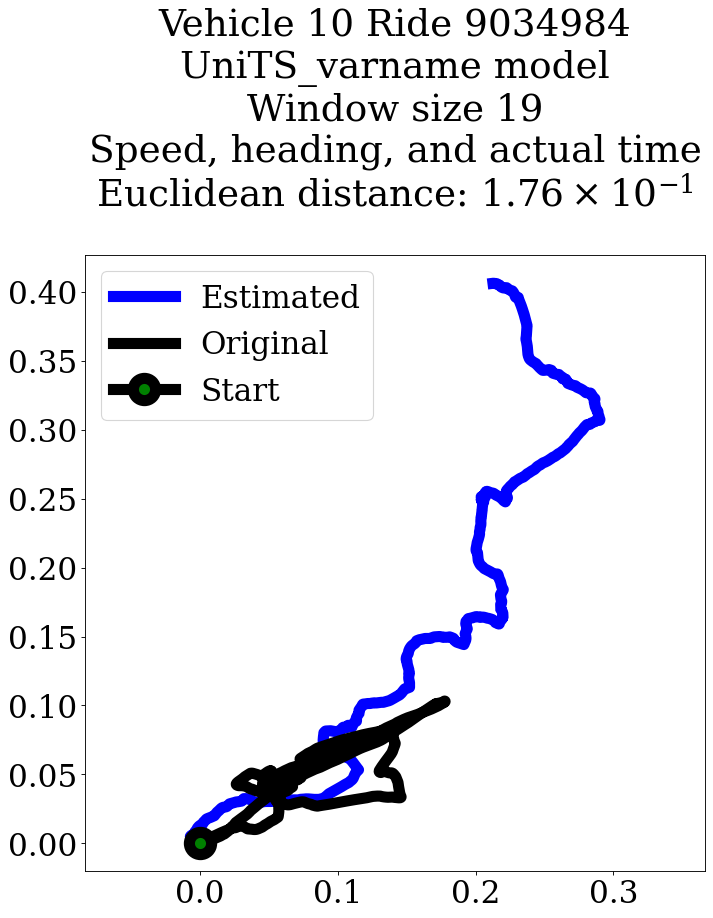 Vehicle 10 Ride 9034984
UniTS_varname model
Window size 19
Speed, heading, and actual time
Euclidean distance: 1.76 × 10⁻¹
Estimated
Original
Start
0.40
0.35
0.30
0.25
0.20
0.15
0.10
0.05
0.00
0.0 0.1 0.2 0.3